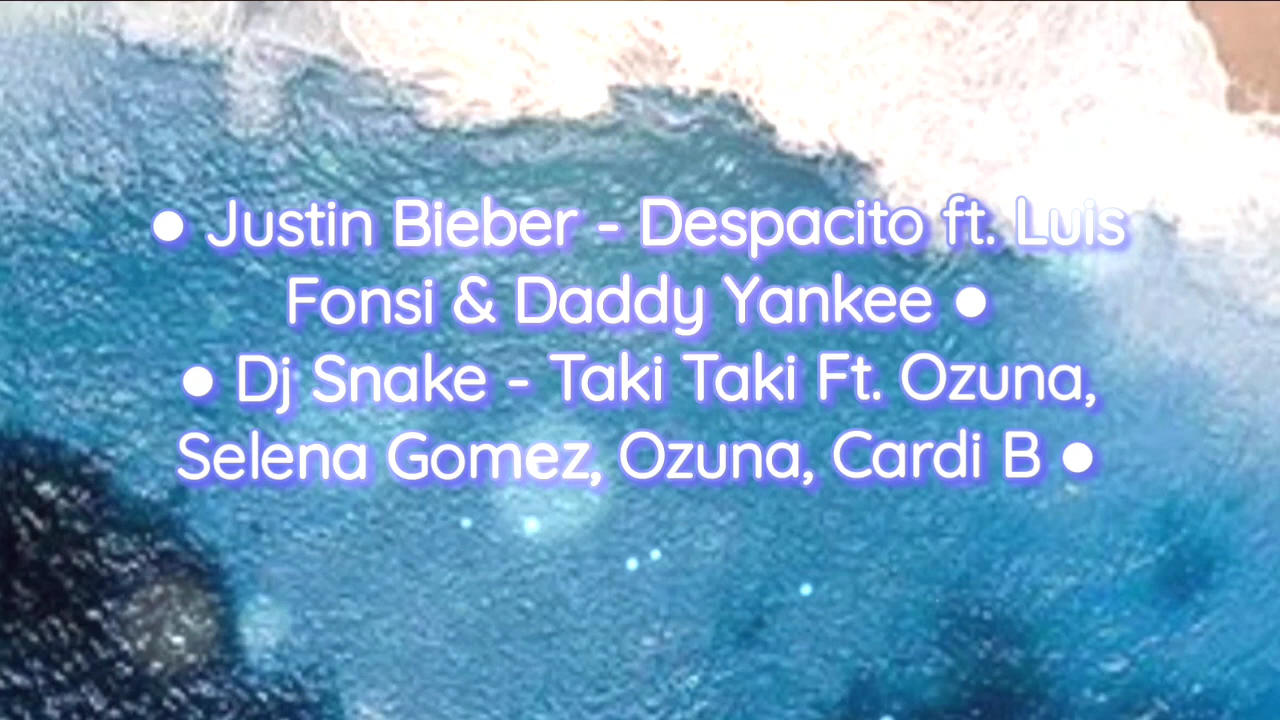 ● Justin Bieber - Despacito ft. Luis
Fonsi & Daddy Yankee ●
● Dj Snake - Taki Taki Ft. Ozuna,
Selena Gomez, Ozuna, Cardi B ●